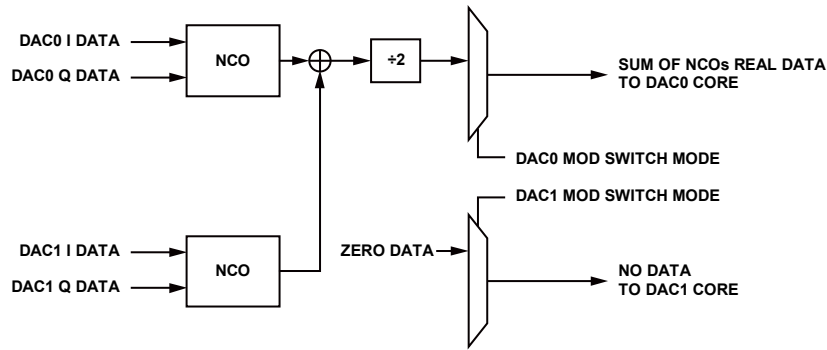 DAC0 I DATA
DAC0 Q DATA
NCO
÷2
SUM OF NCOs REAL DATA
TO DAC0 CORE
DAC0 MOD SWITCH MODE
DAC1 MOD SWITCH MODE
DAC1 I DATA
DAC1 Q DATA
NCO
ZERO DATA
NO DATA
TO DAC1 CORE